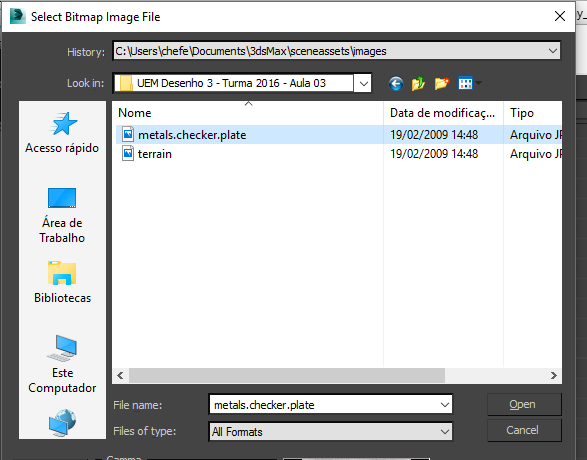 Select Bitmap Image File
y_
History: C:\Users\chefe\Documents\3dsMax\sceneassets\images
Look in: UEM Desenho 3 - Turma 2016 - Aula 03
Nome Data de modificaç... Tipo
metals.checker.plate 19/02/2009 14:48 Arquivo JP
terrain 19/02/2009 14:48 Arquivo JP
Acesso rápido
Área de
Trabalho
Bibliotecas
Este
Computador
File name: metals.checker.plate Open
Files of type: All Formats Cancel
Gamma